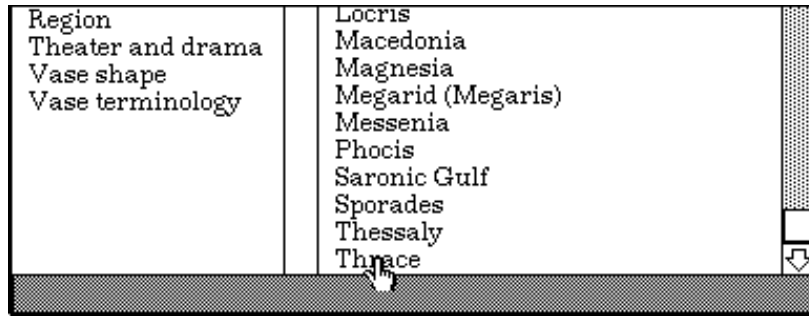 Region
Theater and drama
Vase shape
Vase terminology
Locris
Macedonia
Magnesia
Megarid (Megaris)
Messenia
Phocis
Saronic Gulf
Sporades
Thessaly
Thrace